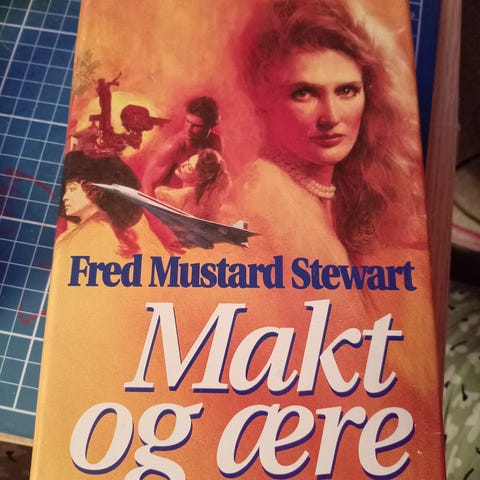 Fred Mustard Stewart
Makt
og ære